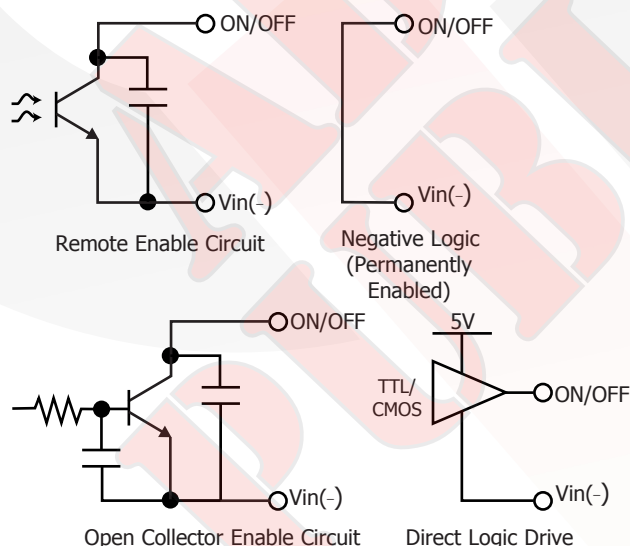 ON/OFF
Vin(-)
Remote Enable Circuit
ON/OFF
Vin(-)
Negative Logic
(Permanently
Enabled)
ON/OFF
Vin(-)
Open Collector Enable Circuit
5V
TTL/
CMOS
ON/OFF
Vin(-)
Direct Logic Drive